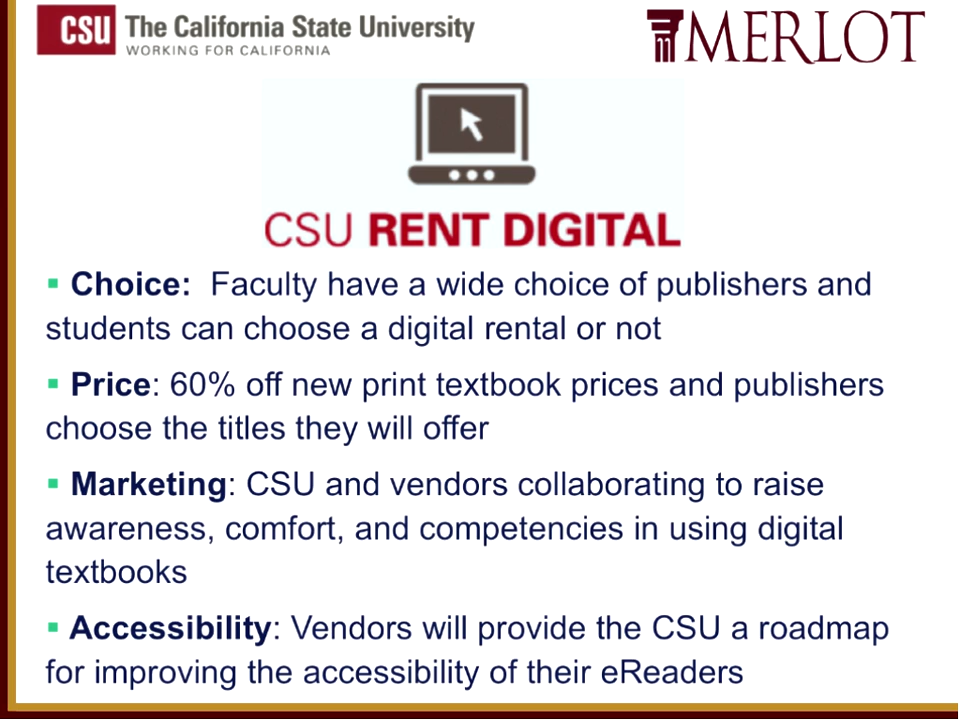 CSU The California State University
WORKING FOR CALIFORNIA
MERLOT
CSU RENT DIGITAL
▪ Choice:  Faculty have a wide choice of publishers and
students can choose a digital rental or not
▪ Price: 60% off new print textbook prices and publishers
choose the titles they will offer
▪ Marketing: CSU and vendors collaborating to raise
awareness, comfort, and competencies in using digital
textbooks
▪ Accessibility: Vendors will provide the CSU a roadmap
for improving the accessibility of their eReaders